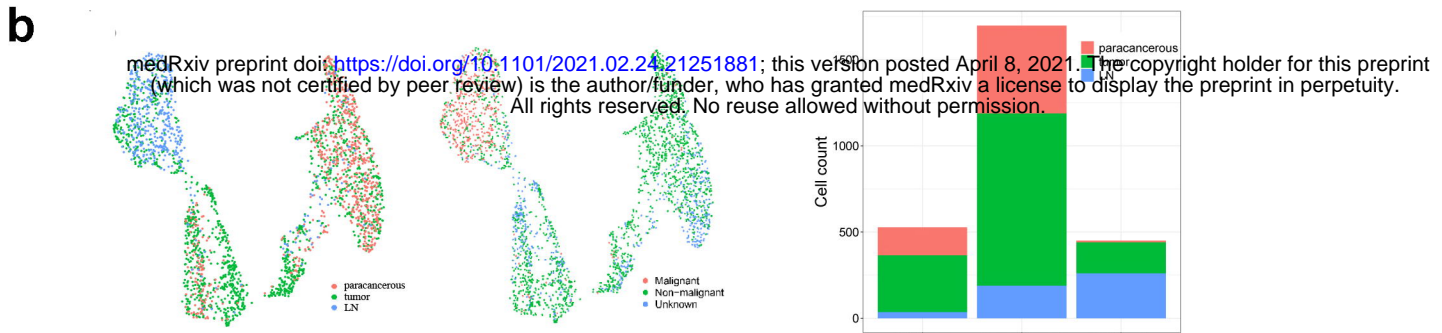 b
medRxiv preprint doi: https://doi.org/10.1101/2021.02.24.21251881; this version posted April 8, 2021. The copyright holder for this preprint
(which was not certified by peer review) is the author/funder, who has granted medRxiv a license to display the preprint in perpetuity.
All rights reserved. No reuse allowed without permission.
paracancerous
tumor
LN
Malignant
Non-malignant
Unknown
Cell count
1500
1000
500
0
paracancerous
tumor
LN